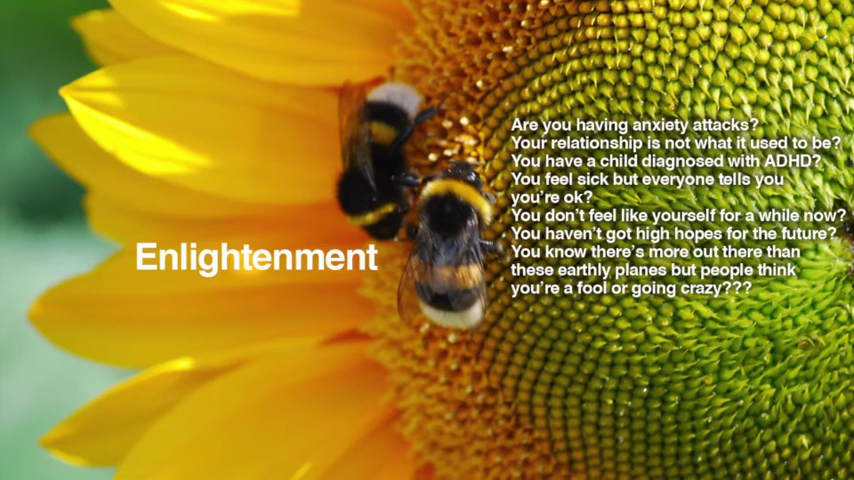 Enlightenment
Are you having anxiety attacks?
Your relationship is not what it used to be?
You have a child diagnosed with ADHD?
You feel sick but everyone tells you
you're ok?
You don't feel like yourself for a while now?
You haven't got high hopes for the future?
You know there's more out there than
these earthly planes but people think
you're a fool or going crazy???